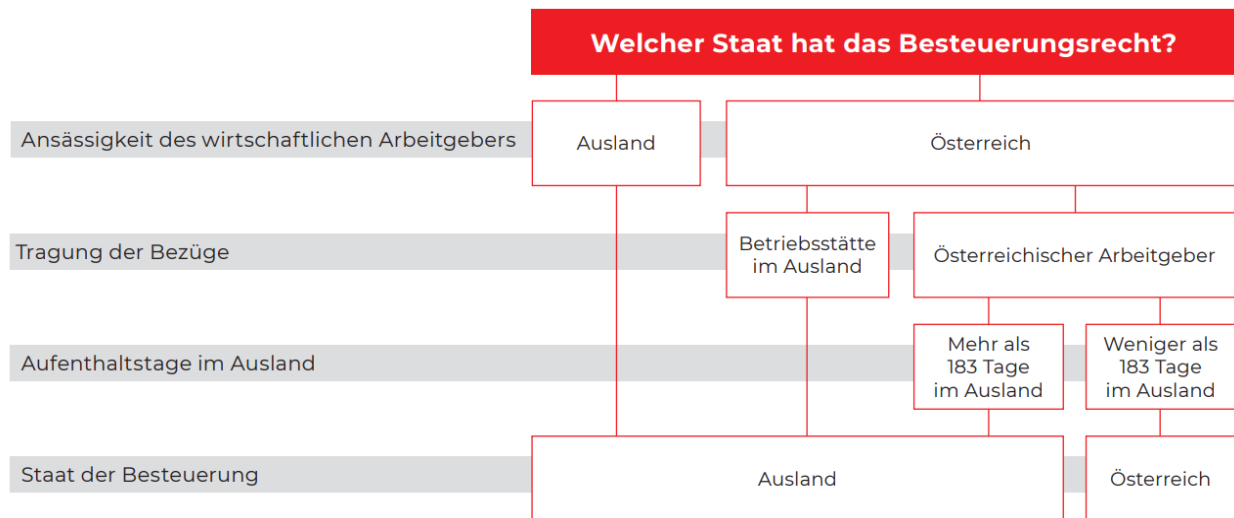 Welcher Staat hat das Besteuerungsrecht?
Ansässigkeit des wirtschaftlichen Arbeitgebers
Ausland
Österreich
Tragung der Bezüge
Betriebsstätte
im Ausland
Österreichischer Arbeitgeber
Aufenthaltstage im Ausland
Mehr als
183 Tage
im Ausland
Weniger als
183 Tage
im Ausland
Staat der Besteuerung
Ausland
Österreich